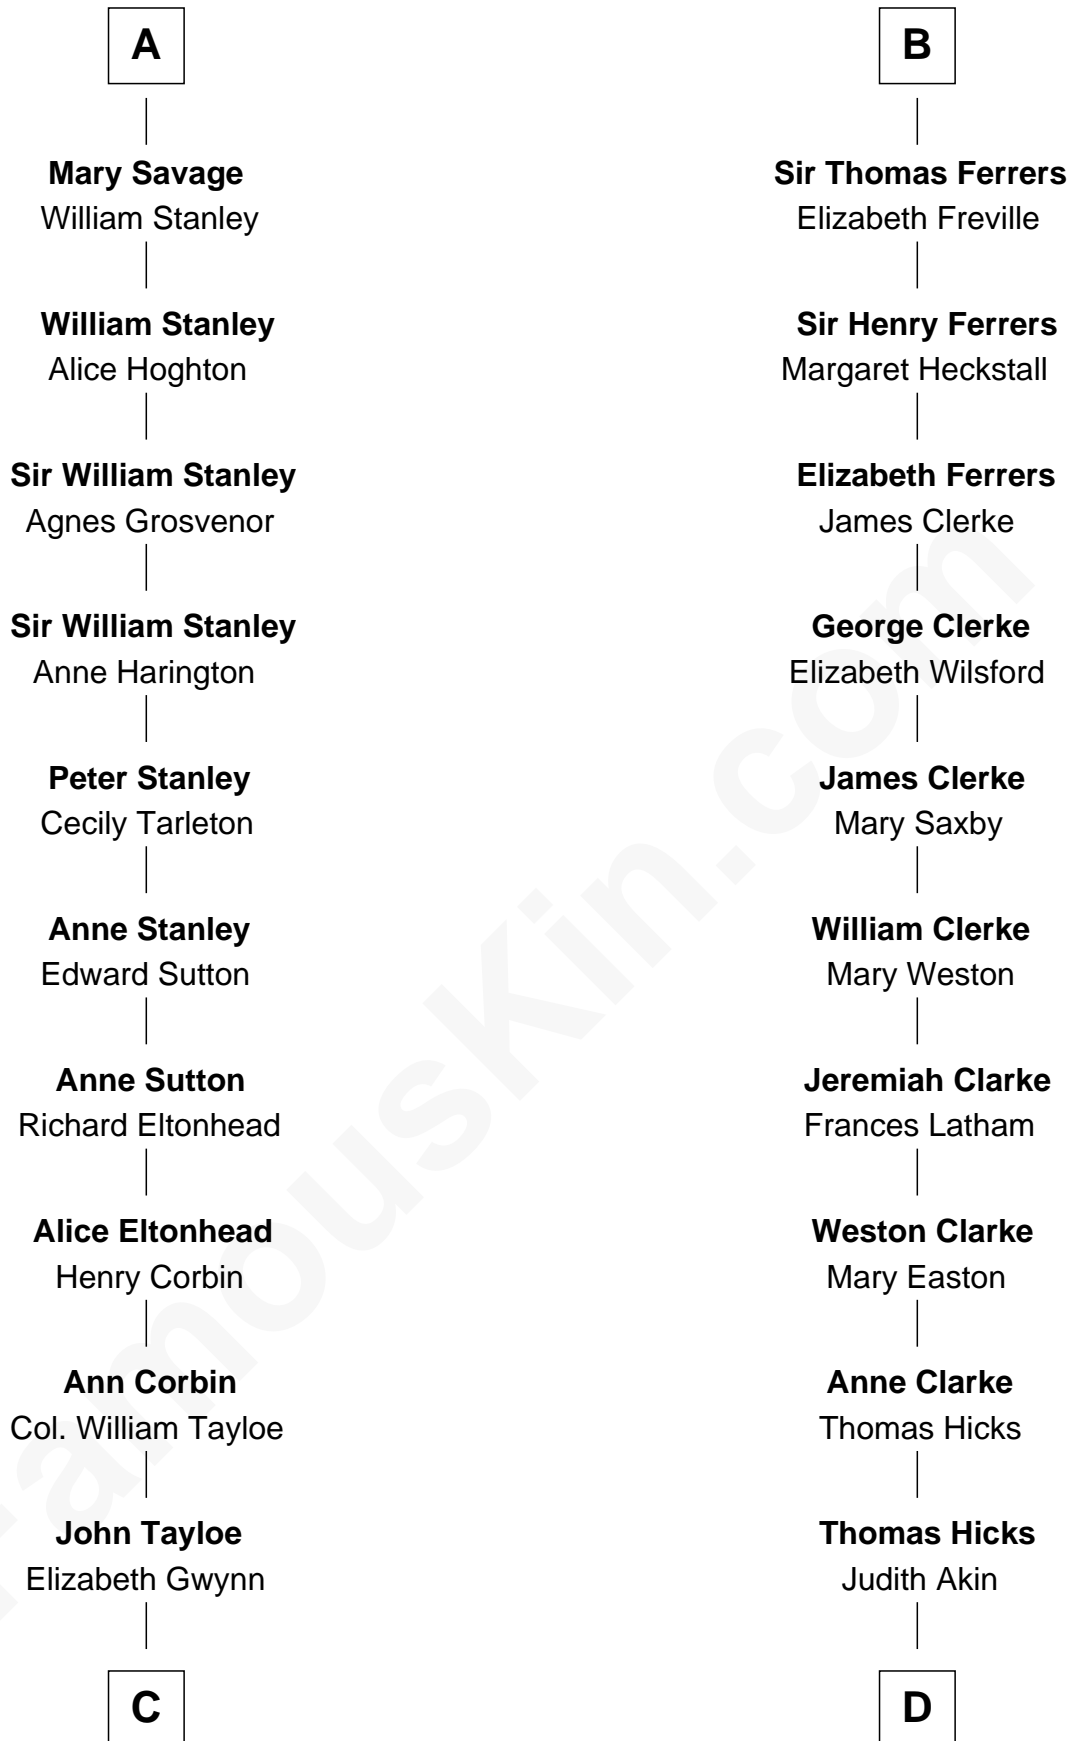 A
Mary Savage
William Stanley
William Stanley
Alice Hoghton
Sir William Stanley
Agnes Grosvenor
Sir William Stanley
Anne Harington
Peter Stanley
Cecily Tarleton
Anne Stanley
Edward Sutton
Anne Sutton
Richard Eltonhead
Alice Eltonhead
Henry Corbin
Ann Corbin
Col. William Tayloe
John Tayloe
Elizabeth Gwynn
C
B
Sir Thomas Ferrers
Elizabeth Freville
Sir Henry Ferrers
Margaret Heckstall
Elizabeth Ferrers
James Clerke
George Clerke
Elizabeth Wilsford
James Clerke
Mary Saxby
William Clerke
Mary Weston
Jeremiah Clarke
Frances Latham
Weston Clarke
Mary Easton
Anne Clarke
Thomas Hicks
Thomas Hicks
Judith Akin
D
FamousKin.com